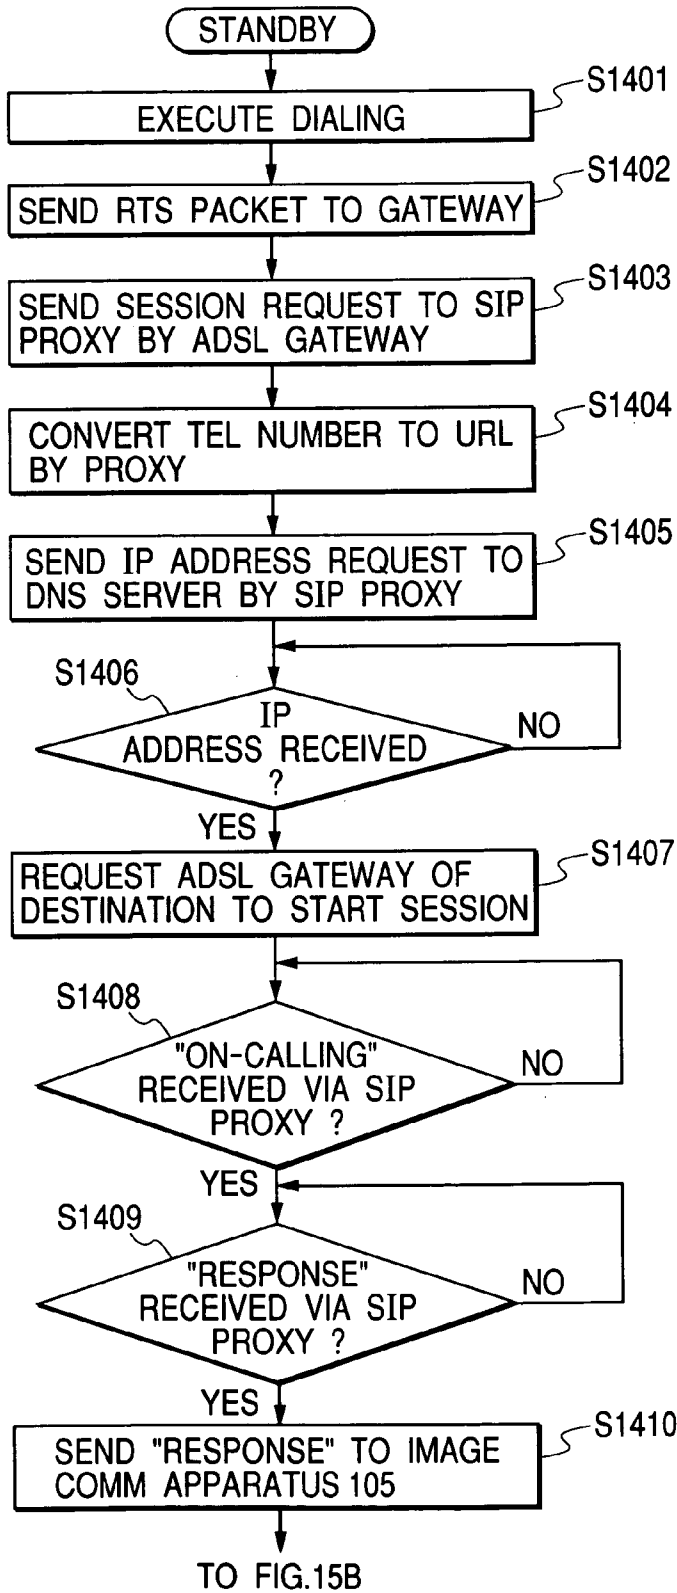 STANDBY
S1401
EXECUTE DIALING
S1402
SEND RTS PACKET TO GATEWAY
S1403
SEND SESSION REQUEST TO SIP
PROXY BY ADSL GATEWAY
S1404
CONVERT TEL NUMBER TO URL
BY PROXY
S1405
SEND IP ADDRESS REQUEST TO
DNS SERVER BY SIP PROXY
S1406
IP
ADDRESS RECEIVED
?
NO
YES
S1407
REQUEST ADSL GATEWAY OF
DESTINATION TO START SESSION
S1408
"ON-CALLING"
RECEIVED VIA SIP
PROXY ?
NO
YES
S1409
"RESPONSE"
RECEIVED VIA SIP
PROXY ?
NO
YES
S1410
SEND "RESPONSE" TO IMAGE
COMM APPARATUS 105
TO FIG.15B